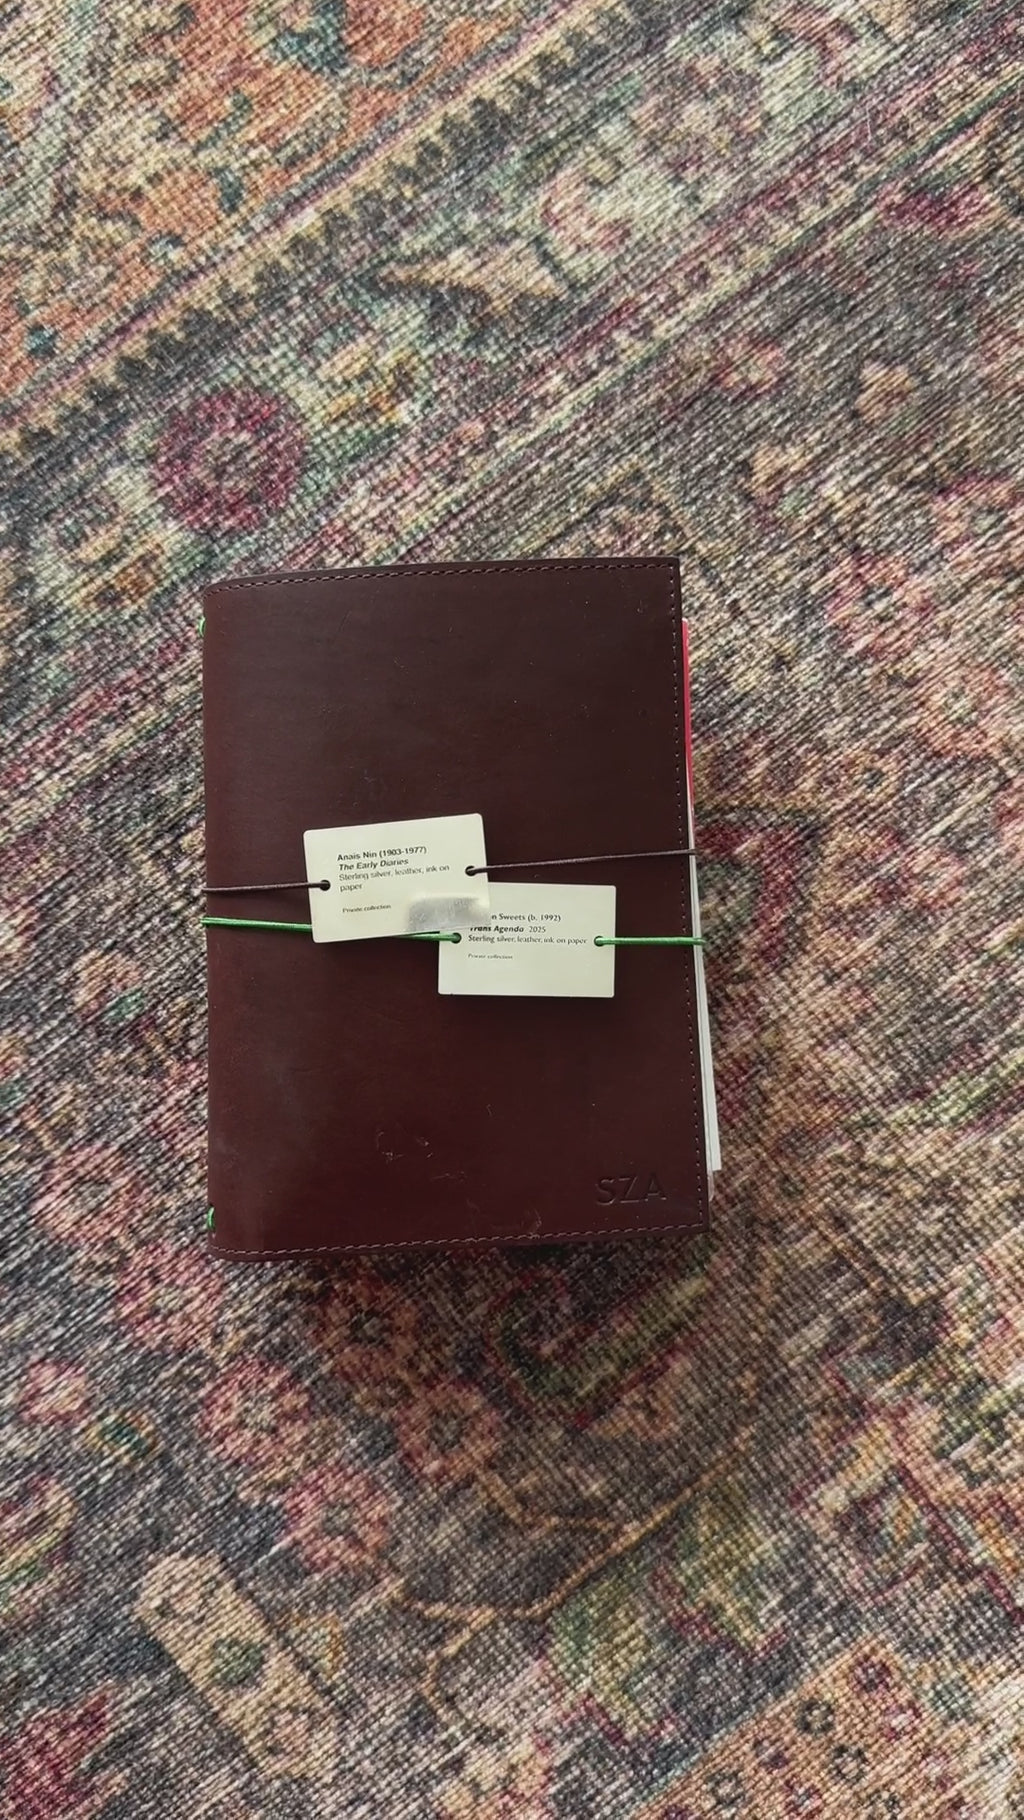 Anais Nin (1903-1977)
The Early Diaries
Sterling silver, leather, ink on
paper
Private collection
Sweets (b. 1992)
Trans Agenda 2025
Sterling silver, leather, ink on paper
Private collection
SZA